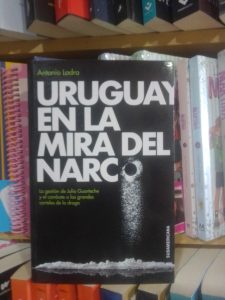 Antonio Ladra
URUGUAY
EN LA
MIRA DEL
NARCO
La gestión de Julio Guarteche
y el combate a los grandes
carteles de la droga
SUDAMERICANA